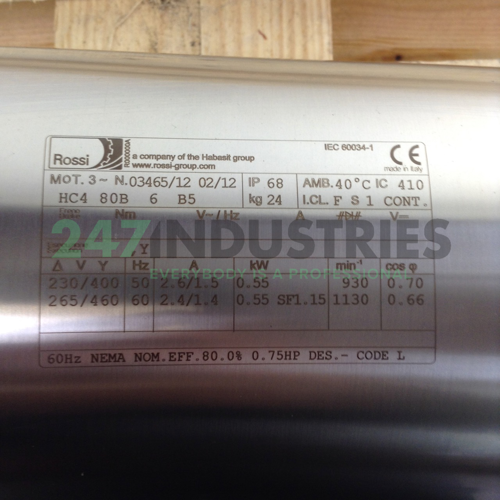 Rossi
a company of the Habasit group
www.rossi-group.com
IEC 60034-1
CE
made in Italy
MOT. 3~ N.03465/12 02/12 IP 68 AMB.40°C IC 410
HC4 80B 6 B5 kg 24 I.CL. F S 1 CONT.
Nm V~/Hz A V=
247INDUSTRIES
/Y
BE A PROFESSIONAL
Δ V Y Hz A kW min-1 cos φ
230/400 50 2.6/1.5 0.55 930 0.70
265/460 60 2.4/1.4 0.55 SF1.15 1130 0.66
60Hz NEMA NOM.EFF.80.0% 0.75HP DES.- CODE L